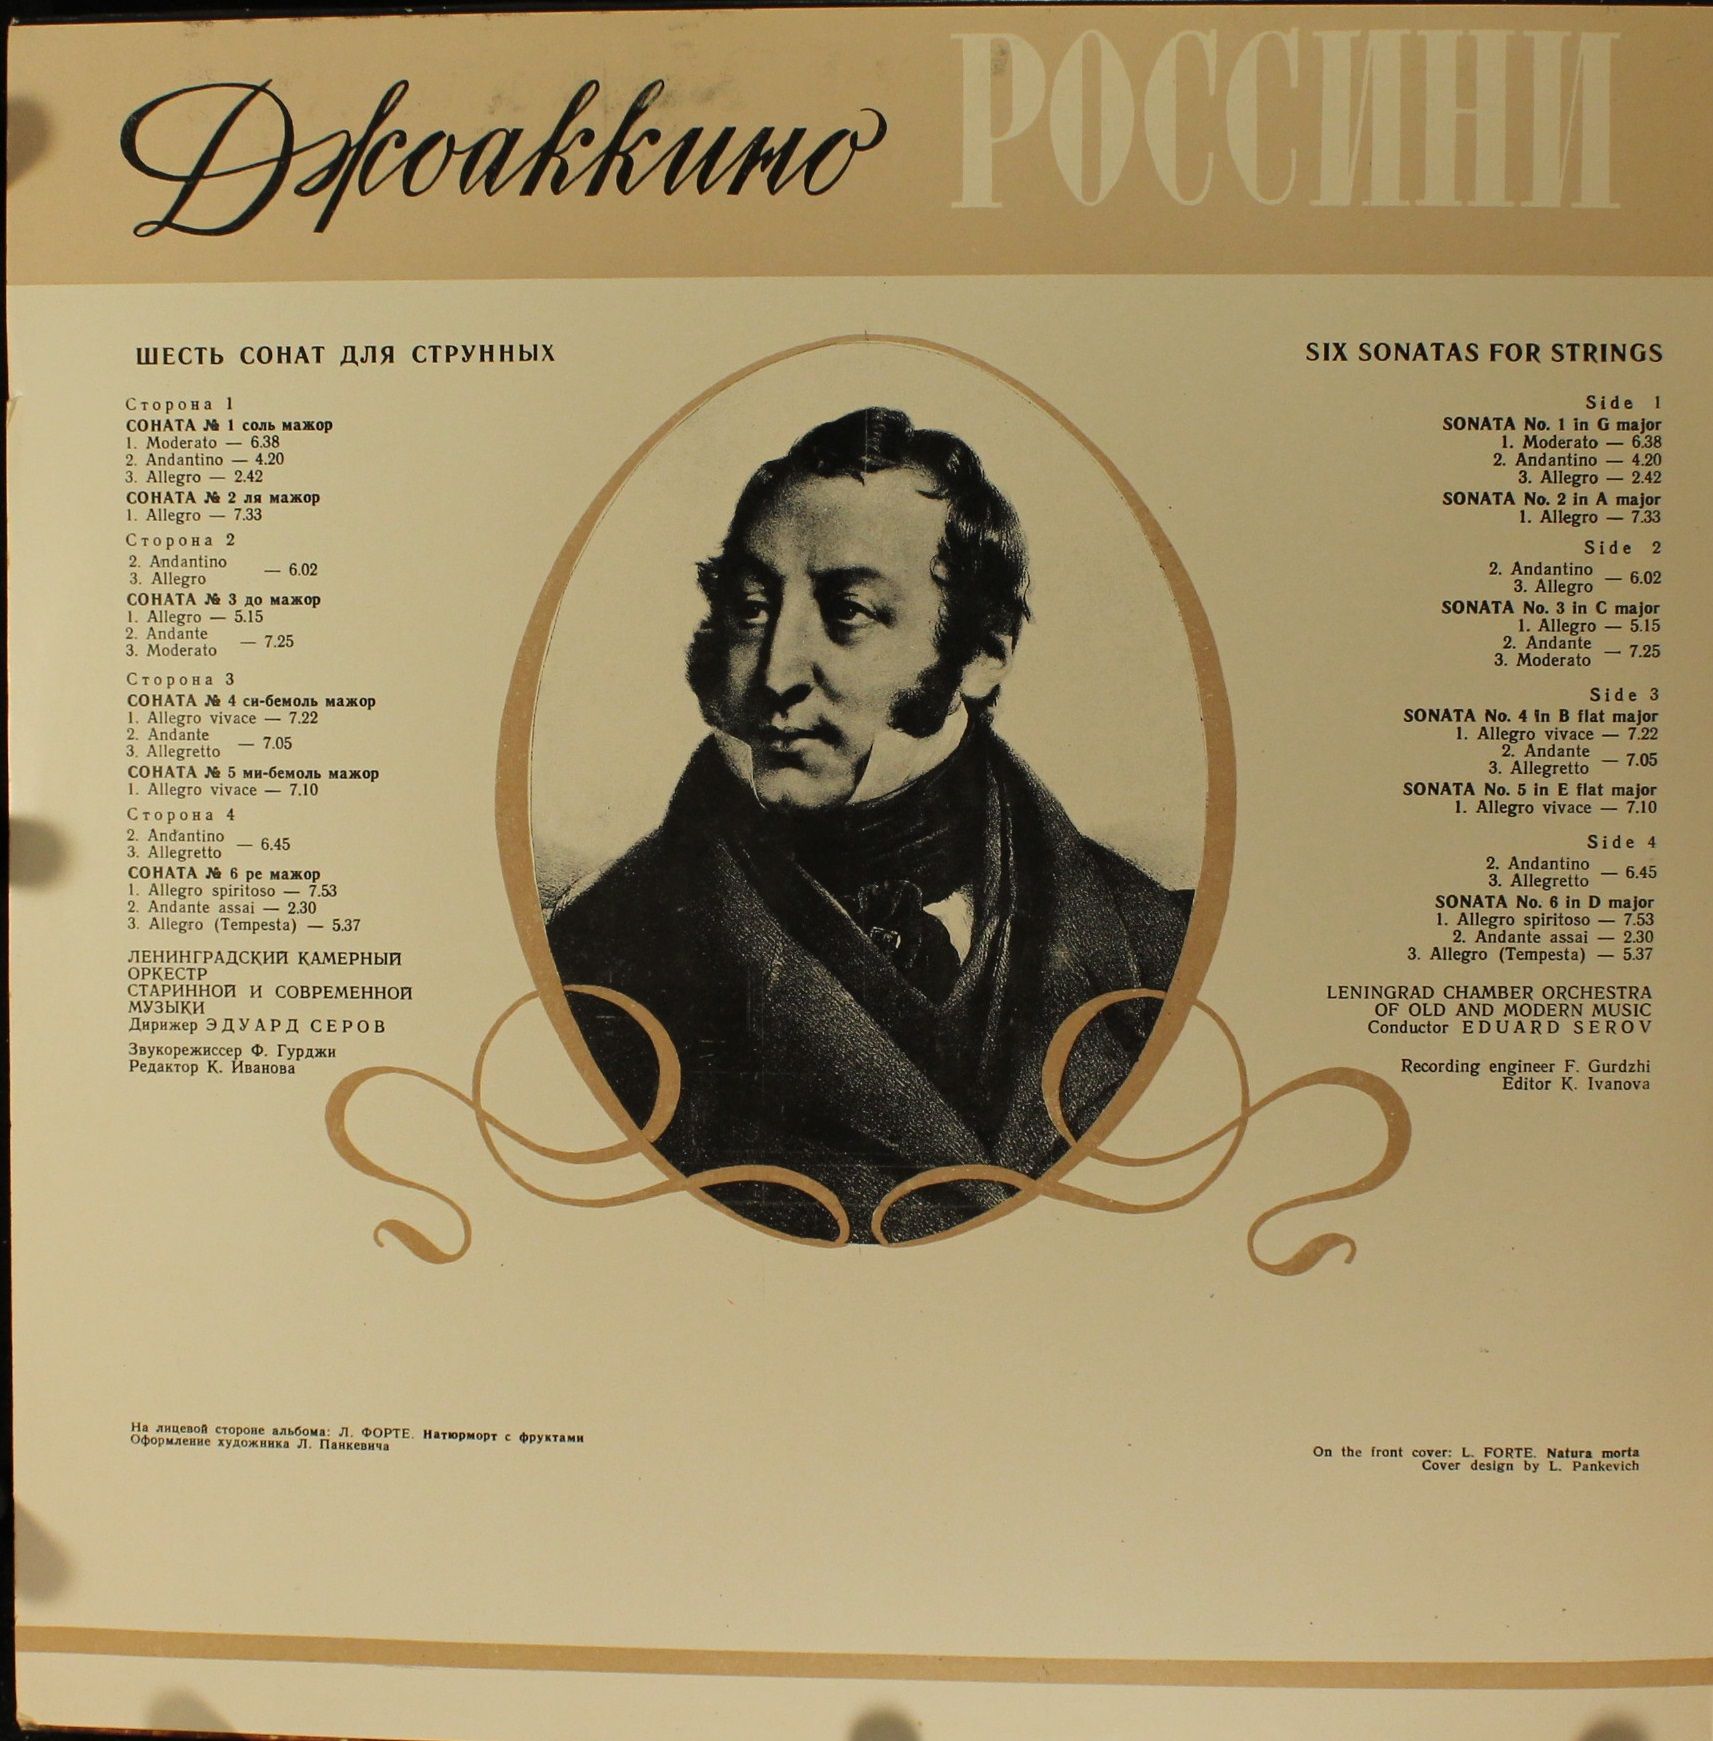 Джоаккино РОССИНИ
ШЕСТЬ СОНАТ ДЛЯ СТРУННЫХ
Сторона 1
СОНАТА № 1 соль мажор
1. Moderato — 6.38
2. Andantino — 4.20
3. Allegro — 2.42
СОНАТА № 2 ля мажор
1. Allegro — 7.33
Сторона 2
2. Andantino
3. Allegro
— 6.02
СОНАТА № 3 до мажор
1. Allegro — 5.15
2. Andante
3. Moderato
— 7.25
Сторона 3
СОНАТА № 4 си-бемоль мажор
1. Allegro vivace — 7.22
2. Andante
3. Allegretto
— 7.05
СОНАТА № 5 ми-бемоль мажор
1. Allegro vivace — 7.10
Сторона 4
2. Andantino
3. Allegretto
— 6.45
СОНАТА № 6 ре мажор
1. Allegro spiritoso — 7.53
2. Andante assai — 2.30
3. Allegro (Tempesta) — 5.37
ЛЕНИНГРАДСКИЙ КАМЕРНЫЙ
ОРКЕСТР
СТАРИННОЙ И СОВРЕМЕННОЙ
МУЗЫКИ
Дирижер ЭДУАРД СЕРОВ
Звукорежиссер Ф. Гурджи
Редактор К. Иванова
SIX SONATAS FOR STRINGS
Side 1
SONATA No. 1 in G major
1. Moderato — 6.38
2. Andantino — 4.20
3. Allegro — 2.42
SONATA No. 2 in A major
1. Allegro — 7.33
Side 2
2. Andantino
3. Allegro
— 6.02
SONATA No. 3 in C major
1. Allegro — 5.15
2. Andante
3. Moderato
— 7.25
Side 3
SONATA No. 4 in B flat major
1. Allegro vivace — 7.22
2. Andante
3. Allegretto
— 7.05
SONATA No. 5 in E flat major
1. Allegro vivace — 7.10
Side 4
2. Andantino
3. Allegretto
— 6.45
SONATA No. 6 in D major
1. Allegro spiritoso — 7.53
2. Andante assai — 2.30
3. Allegro (Tempesta) — 5.37
LENINGRAD CHAMBER ORCHESTRA
OF OLD AND MODERN MUSIC
Conductor EDUARD SEROV
Recording engineer F. Gurdzhi
Editor K. Ivanova
На лицевой стороне альбома: Л. ФОРТЕ. Натюрморт с фруктами
Оформление художника Л. Панкевича
On the front cover: L. FORTE. Natura morta
Cover design by L. Pankevich